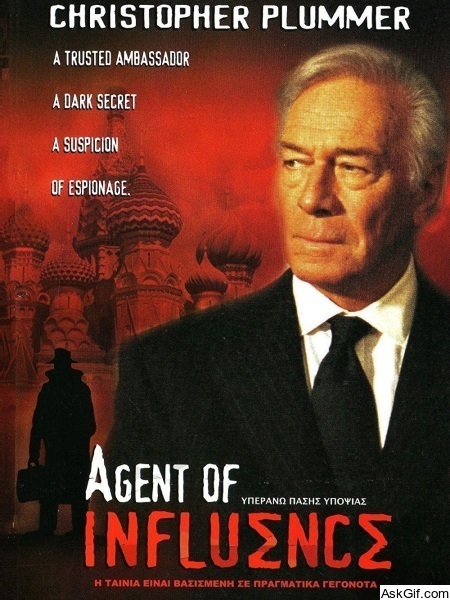 CHRISTOPHER PLUMMER
A TRUSTED AMBASSADOR
A DARK SECRET
A SUSPICION
OF ESPIONAGE.
AGENT OF
ΥΠΕΡΑΝΩ ΠΑΣΗΣ ΥΠΟΨΙΑΣ
INFLUΣNCΣ
Η ΤΑΙΝΙΑ ΕΙΝΑΙ ΒΑΣΙΣΜΕΝΗ ΣΕ ΠΡΑΓΜΑΤΙΚΑ ΓΕΓΟΝΟΤΑ
AskGif.com